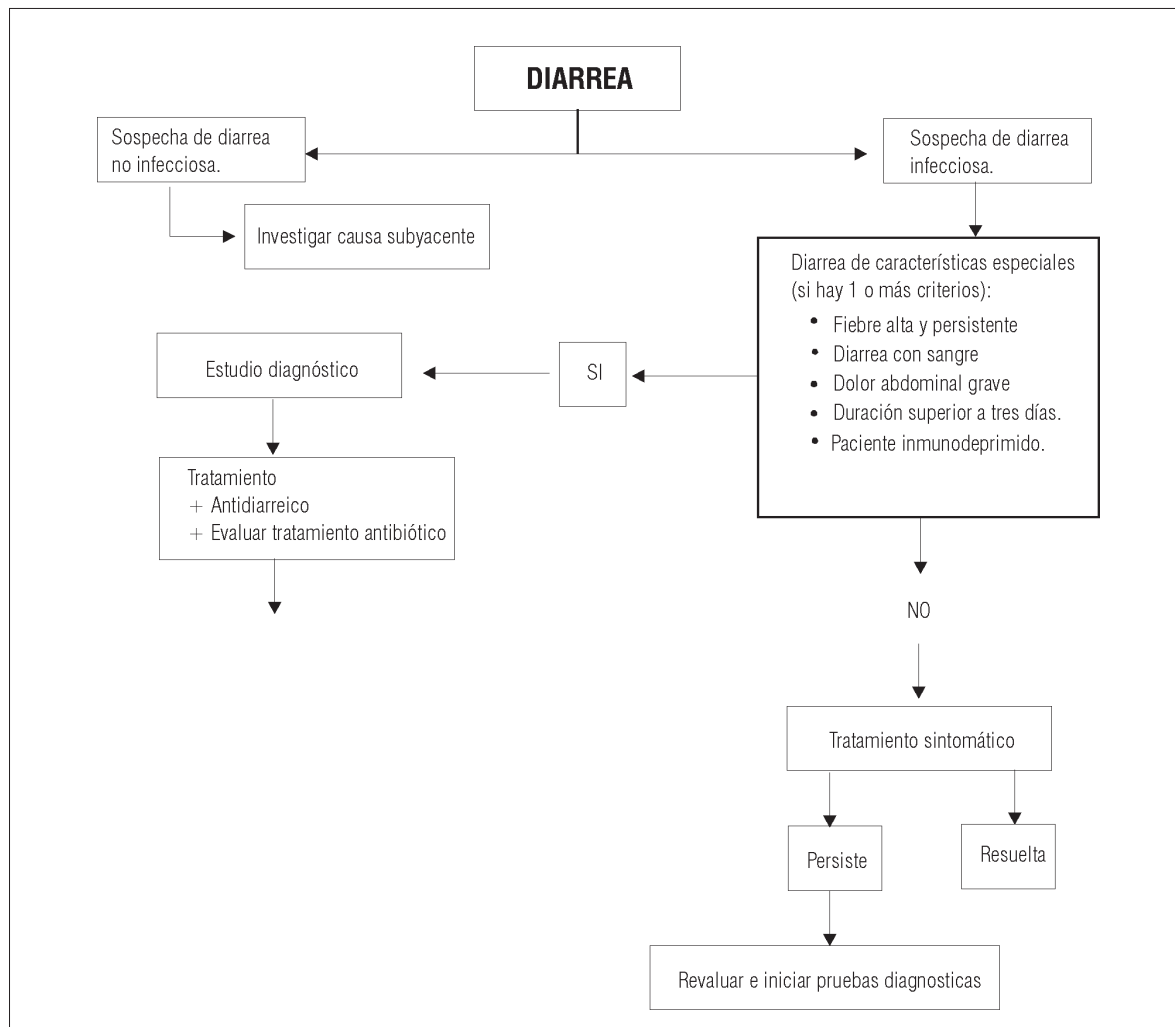 DIARREA
Sospecha de diarrea
no infecciosa.
Sospecha de diarrea
infecciosa.
Investigar causa subyacente
Diarrea de características especiales
(si hay 1 o más criterios):
• Fiebre alta y persistente
• Diarrea con sangre
• Dolor abdominal grave
• Duración superior a tres días.
• Paciente inmunodeprimido.
SI
Estudio diagnóstico
Tratamiento
+ Antidiarreico
+ Evaluar tratamiento antibiótico
NO
Tratamiento sintomático
Persiste
Resuelta
Revaluar e iniciar pruebas diagnosticas